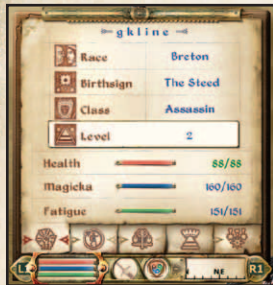 gkline
Race Breton
Birthsign The Steed
Class Assassin
Level 2
Health 88/88
Magicka 160/160
Fatigue 151/151
L1 NE R1